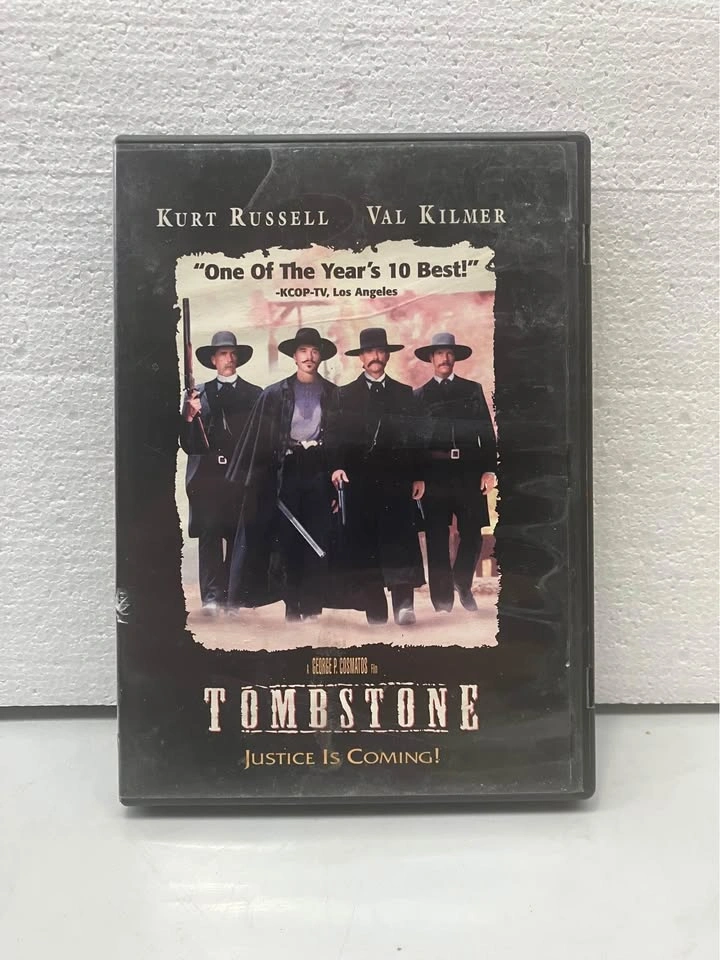 KURT RUSSELL VAL KILMER
“One Of The Year’s 10 Best!”
-KCOP-TV, Los Angeles
A GEORGE P. COSMATOS Film
TOMBSTONE
JUSTICE IS COMING!